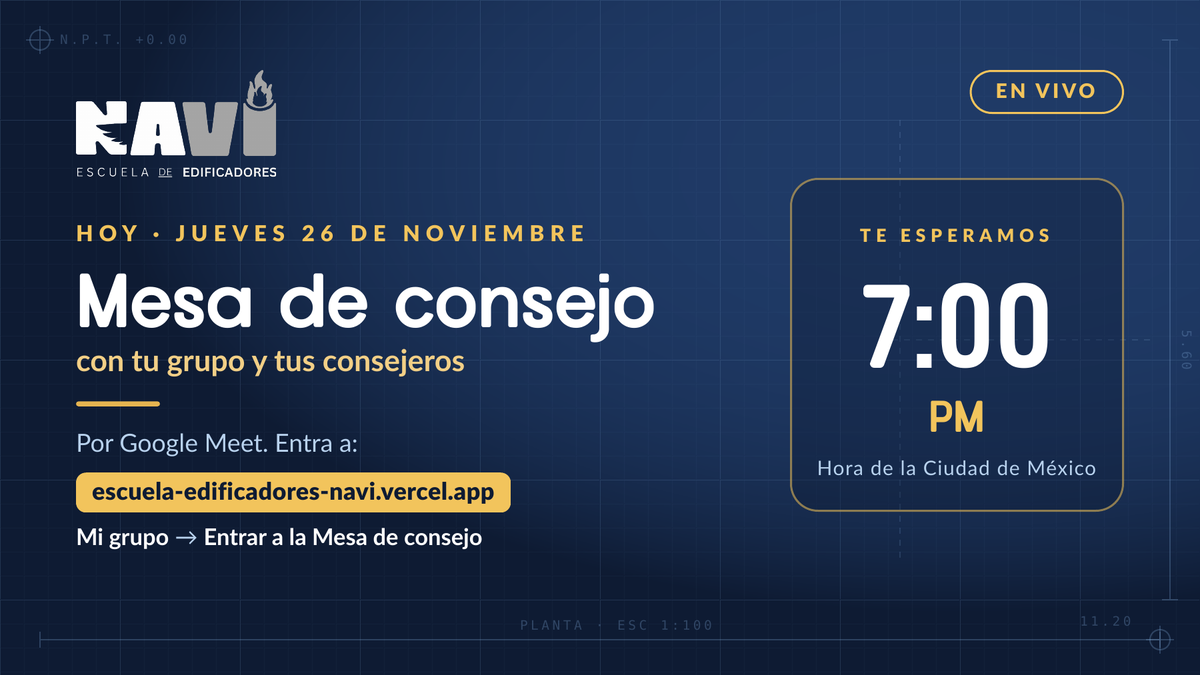 N.P.T. +0.00
NAVI
ESCUELA DE EDIFICADORES
EN VIVO
HOY · JUEVES 26 DE NOVIEMBRE
Mesa de consejo
con tu grupo y tus consejeros
Por Google Meet. Entra a:
escuela-edificadores-navi.vercel.app
Mi grupo → Entrar a la Mesa de consejo
TE ESPERAMOS
7:00
PM
Hora de la Ciudad de México
5.60
PLANTA · ESC 1:100
11.20